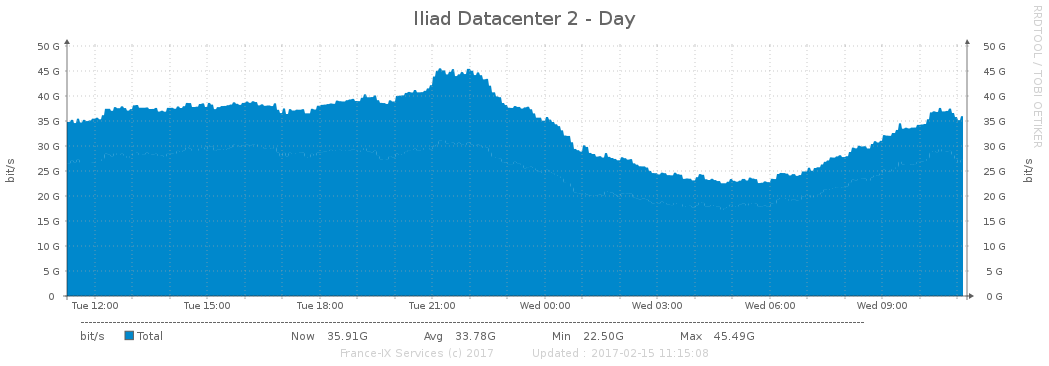 Iliad Datacenter 2 - Day
RRDTOOL / TOBI OETIKER
50 G 50 G
45 G 45 G
40 G 40 G
35 G 35 G
30 G 30 G
25 G 25 G
20 G 20 G
15 G 15 G
10 G 10 G
5 G 5 G
0 0 G
bit/s
bit/s
Tue 12:00 Tue 15:00 Tue 18:00 Tue 21:00 Wed 00:00 Wed 03:00 Wed 06:00 Wed 09:00
bit/s Total Now 35.91G Avg 33.78G Min 22.50G Max 45.49G
France-IX Services (c) 2017 Updated : 2017-02-15 11:15:08